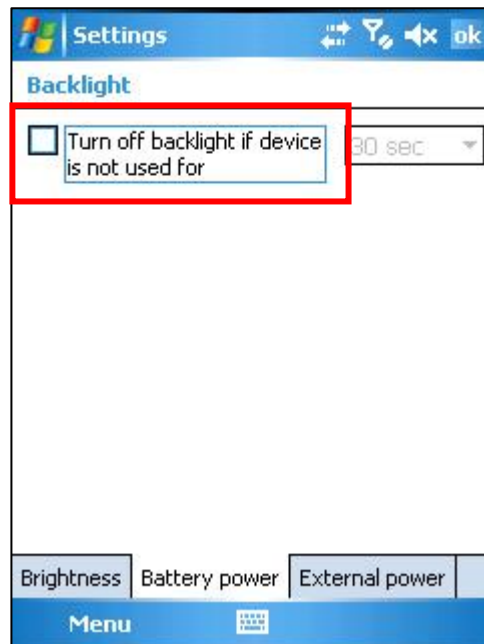 Settings
ok
Backlight
Turn off backlight if device
is not used for
30 sec
Brightness
Battery power
External power
Menu